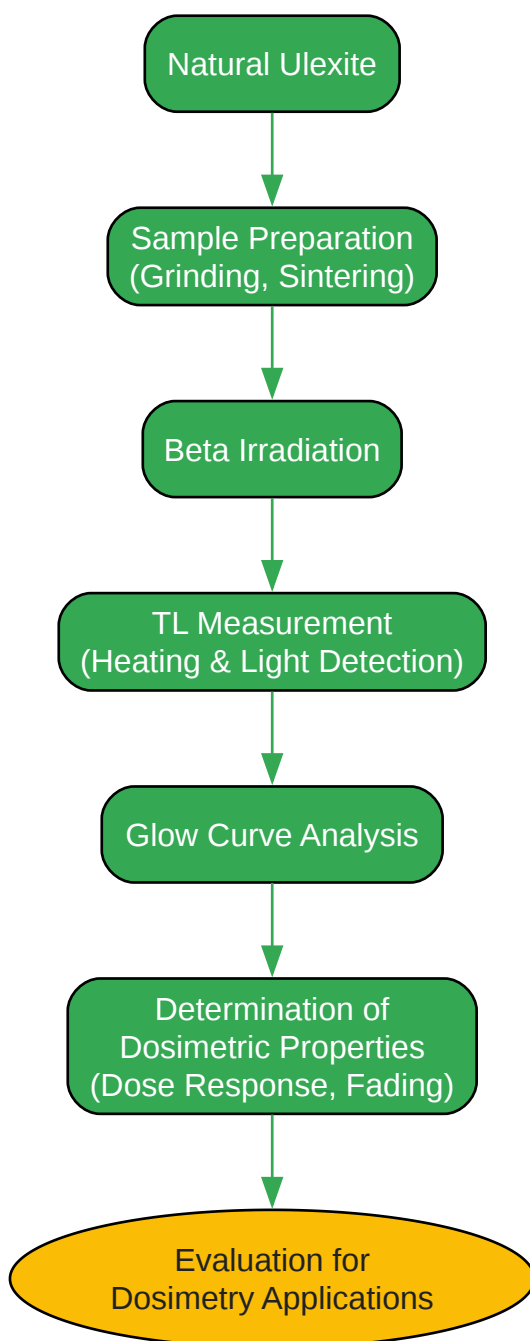 Natural Ulexite
Sample Preparation
(Grinding, Sintering)
Beta Irradiation
TL Measurement
(Heating & Light Detection)
Glow Curve Analysis
Determination of
Dosimetric Properties
(Dose Response, Fading)
Evaluation for
Dosimetry Applications